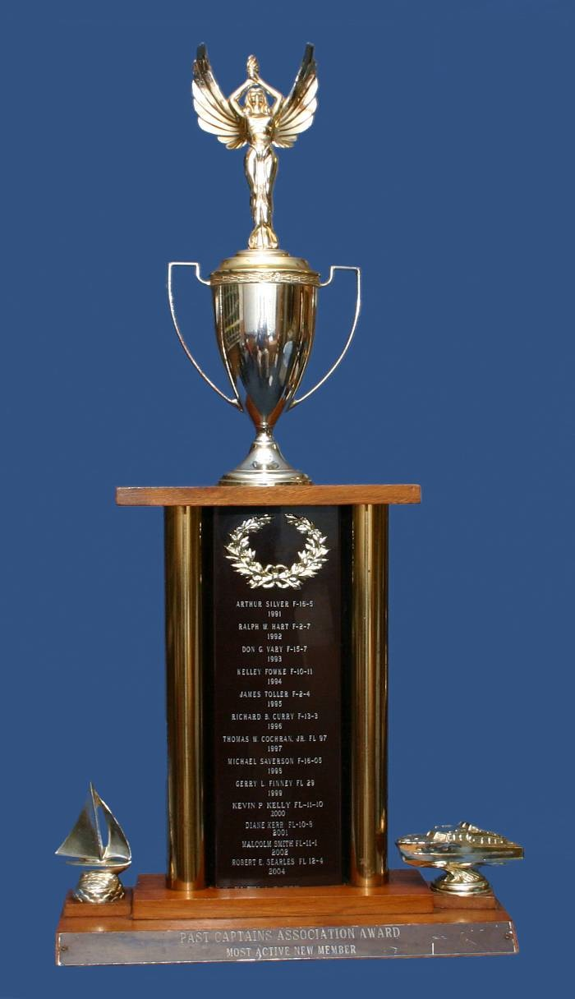 ARTHUR SILVER F-16-5
1991
RALPH W. HART F-2-7
1992
DON G. VARY F-15-7
1993
KELLEY FOWKE F-10-11
1994
JAMES TOLLER F-2-4
1995
RICHARD B. CURRY F-13-3
1996
THOMAS W. COCHRAN, JR. FL 97
1997
MICHAEL SAVERSON F-16-05
1998
GERRY L. FINNEY FL 29
1999
KEVIN P. KELLY FL-11-10
2000
DIANE KERR FL-10-8
2001
MALCOLM SMITH FL-11-1
2002
ROBERT E. SEARLES FL 12-4
2004
PAST CAPTAINS ASSOCIATION AWARD
MOST ACTIVE NEW MEMBER